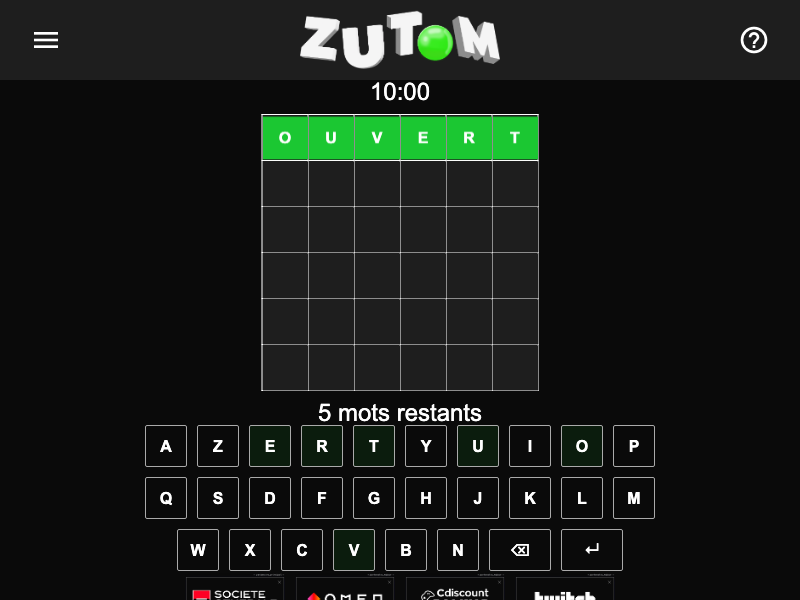 ZUTOM
10:00
O U V E R T
5 mots restants
A Z E R T Y U I O P
Q S D F G H J K L M
W X C V B N
SOCIETE
OMEN
Cdiscount
twitch